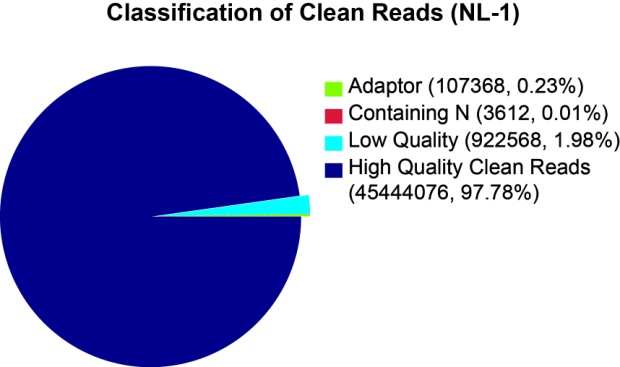 Classification of Clean Reads (NL-1)
Adaptor (107368, 0.23%)
Containing N (3612, 0.01%)
Low Quality (922568, 1.98%)
High Quality Clean Reads
(45444076, 97.78%)